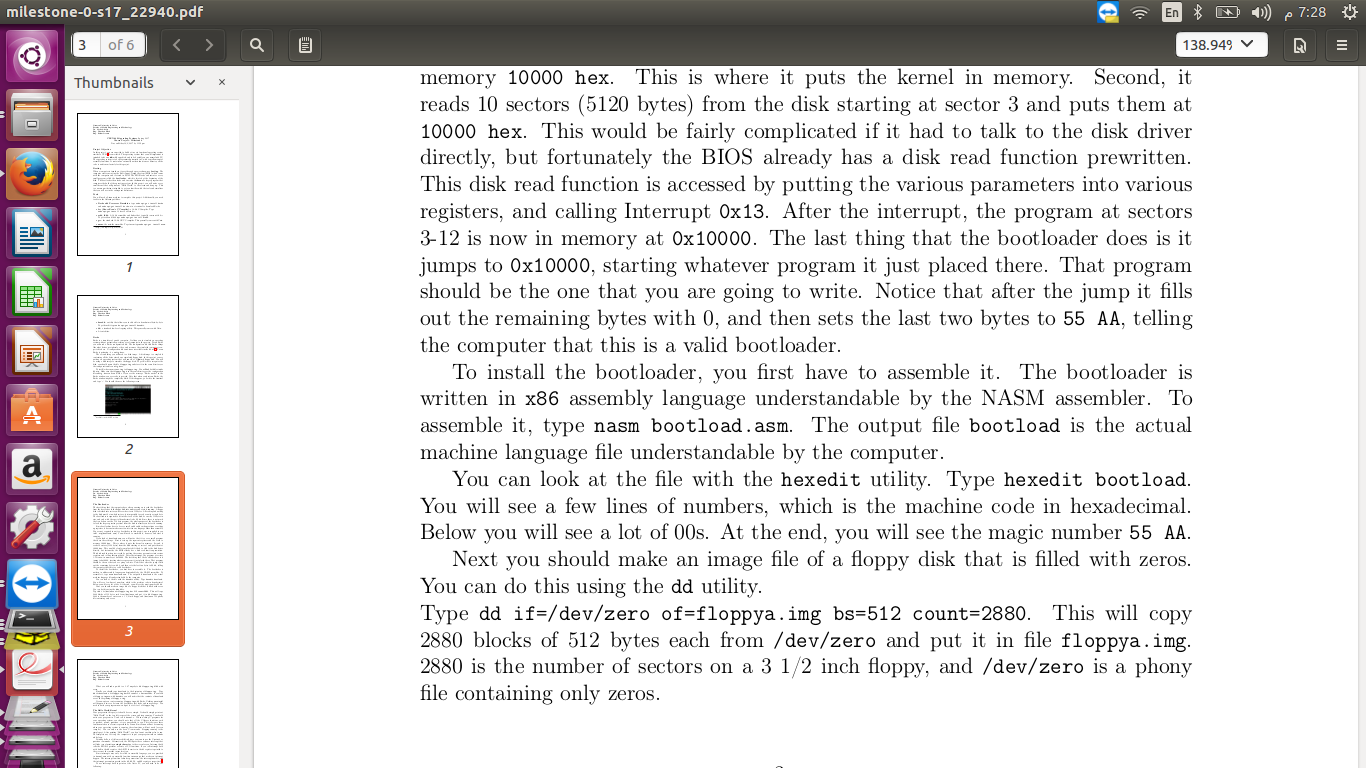 milestone-0-s17_22940.pdf
En
7:28 م
3 of 6
138.94%
Thumbnails
1
2
3
memory 10000 hex. This is where it puts the kernel in memory. Second, it
reads 10 sectors (5120 bytes) from the disk starting at sector 3 and puts them at
10000 hex. This would be fairly complicated if it had to talk to the disk driver
directly, but fortunately the BIOS already has a disk read function prewritten.
This disk read function is accessed by putting the various parameters into various
registers, and calling Interrupt 0x13. After the interrupt, the program at sectors
3-12 is now in memory at 0x10000. The last thing that the bootloader does is it
jumps to 0x10000, starting whatever program it just placed there. That program
should be the one that you are going to write. Notice that after the jump it fills
out the remaining bytes with 0, and then sets the last two bytes to 55 AA, telling
the computer that this is a valid bootloader.
To install the bootloader, you first have to assemble it. The bootloader is
written in x86 assembly language understandable by the NASM assembler. To
assemble it, type nasm bootload.asm. The output file bootload is the actual
machine language file understandable by the computer.
You can look at the file with the hexedit utility. Type hexedit bootload.
You will see a few lines of numbers, which is the machine code in hexadecimal.
Below you will see a lot of 00s. At the end, you will see the magic number 55 AA.
Next you should make an image file of a floppy disk that is filled with zeros.
You can do this using the dd utility.
Type dd if=/dev/zero of=floppya.img bs=512 count=2880. This will copy
2880 blocks of 512 bytes each from /dev/zero and put it in file floppya.img.
2880 is the number of sectors on a 3 1/2 inch floppy, and /dev/zero is a phony
file containing only zeros.